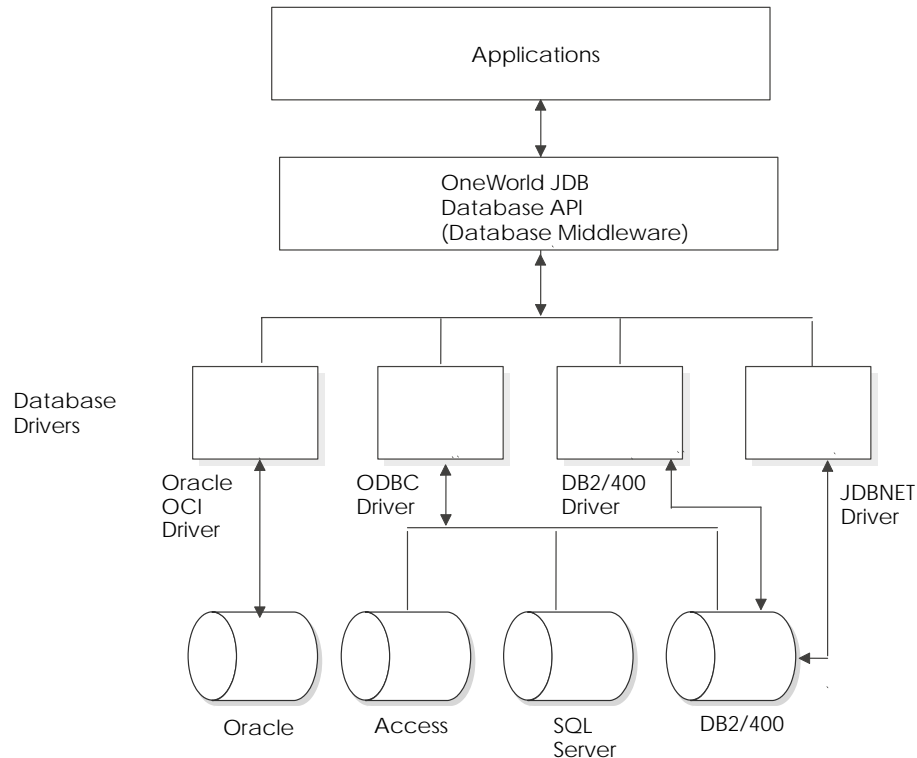 Applications
OneWorld JDB
Database API
(Database Middleware)
Database
Drivers
Oracle
OCI
Driver
ODBC
Driver
DB2/400
Driver
JDBNET
Driver
Oracle
Access
SQL
Server
DB2/400